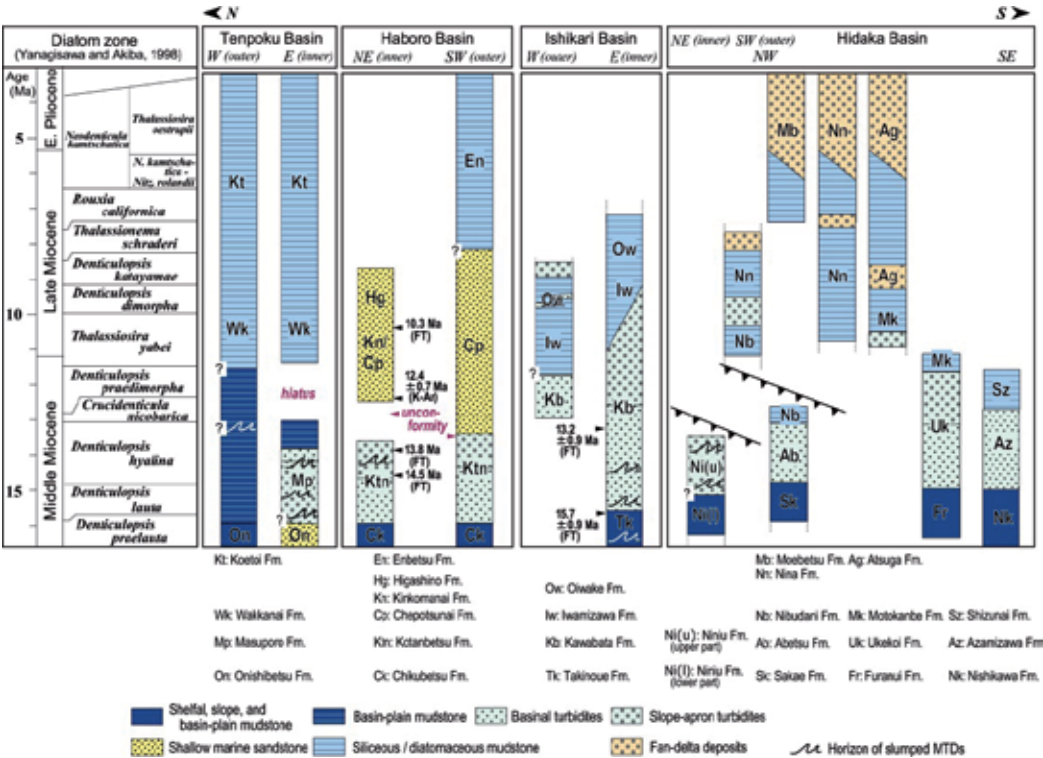 N
S
Diatom zone
(Yanagisawa and Akiba, 1998)
Tenpoku Basin
W (outer) E (inner)
Haboro Basin
NE (inner) SW (outer)
Ishikari Basin
W (outer) E (inner)
Hidaka Basin
NE (inner) SW (outer)
NW
SE
Age
(Ma)
5
10
15
E. Pliocene
Late Miocene
Middle Miocene
Neodenticula
kamtschatica
Thalassiosira
oestrupii
N. kamtscha-
tica -
Nitz. rolandii
Rouxia
californica
Thalassionema
schraderi
Denticulopsis
katayamae
Denticulopsis
dimorpha
Thalassiosira
yabei
Denticulopsis
praedimorpha
Crucidenticula
nicobarica
Denticulopsis
hyalina
Denticulopsis
lauta
Denticulopsis
praelauta
Kt
Wk
?
?
On
Kt
Wk
hiatus
Mp
?
On
Hg
Kn/
Cp
Ktn
Ck
10.3 Ma
(FT)
12.4
±0.7 Ma
(K-Ar)
uncon-
formity
13.8 Ma
(FT)
14.5 Ma
(FT)
En
?
Cp
Ktn
Ck
Ow
Iw
?
Kb
13.2
±0.9 Ma
(FT)
15.7
±0.9 Ma
(FT)
Ow
Iw
Kb
Tk
Ni(u)
?
Ni(l)
Nn
Nb
Mb
Nb
Ab
Sk
Nn
Nn
Ag
Ag
Mk
Mk
Uk
Fr
Sz
Az
Nk
Kt: Koetoi Fm.
Wk: Wakkanai Fm.
Mp: Masupore Fm.
On: Onishibetsu Fm.
En: Enbetsu Fm.
Hg: Higashiro Fm.
Kn: Kinkomanai Fm.
Cp: Chepotsunai Fm.
Ktn: Kotanbetsu Fm.
Ck: Chikubetsu Fm.
Ow: Oiwake Fm.
Iw: Iwamizawa Fm.
Kb: Kawabata Fm.
Tk: Takinoue Fm.
Mb: Moebetsu Fm. Ag: Atsuga Fm.
Nn: Nina Fm.
Nb: Nibudani Fm. Mk: Motokanbe Fm. Sz: Shizunai Fm.
Ni(u): Niniu Fm. Ab: Abetsu Fm. Uk: Ukekoi Fm. Az: Azamizawa Fm
(upper part)
Ni(l): Niniu Fm. Sk: Sakae Fm. Fr: Furanui Fm. Nk: Nishikawa Fm.
(lower part)
Shelfal, slope, and
basin-plain mudstone
Basin-plain mudstone
Basinal turbidites
Slope-apron turbidites
Shallow marine sandstone
Siliceous / diatomaceous mudstone
Fan-delta deposits
Horizon of slumped MTDs